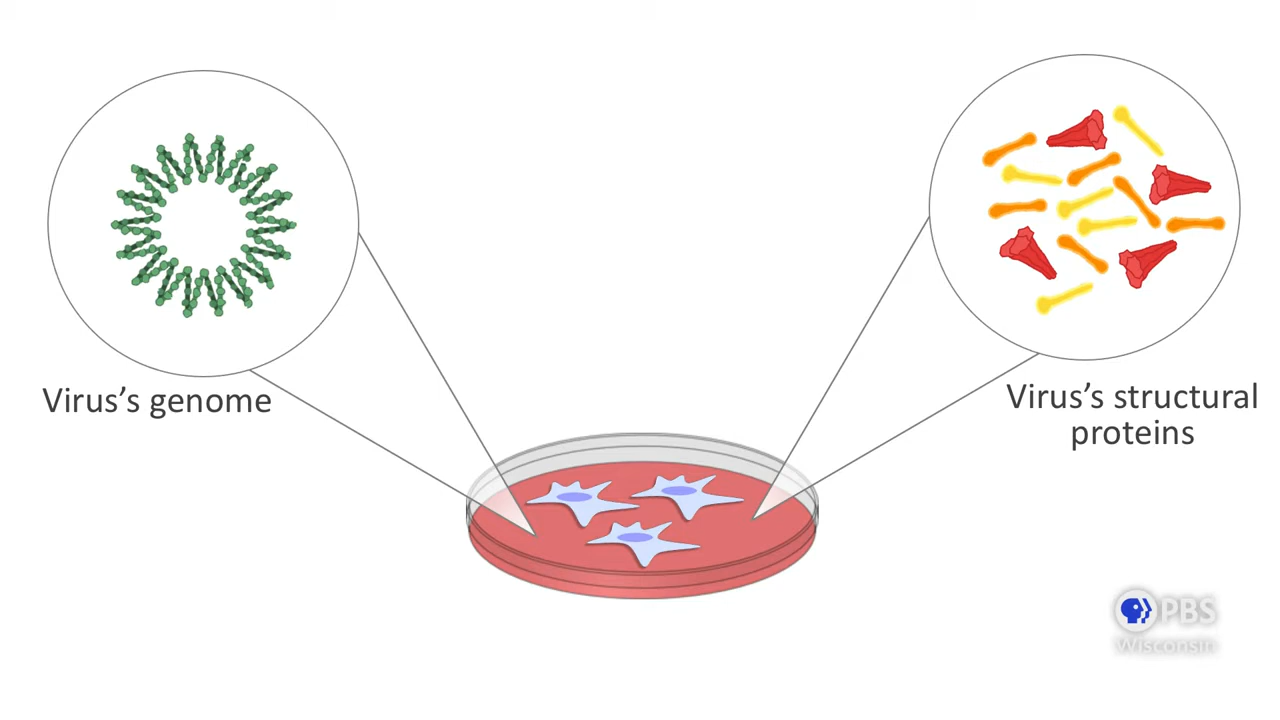 Virus's genome
Virus's structural
proteins
PBS
Wisconsin